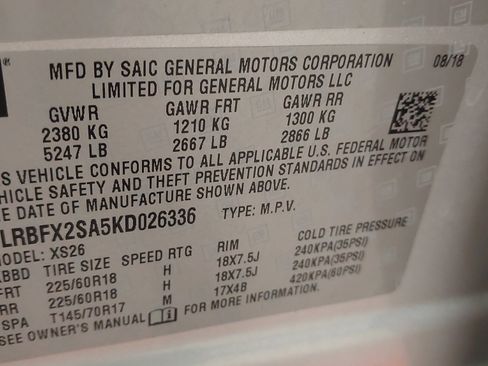 MFD BY SAIC GENERAL MOTORS CORPORATION 08/18
LIMITED FOR GENERAL MOTORS LLC
GVWR GAWR FRT GAWR RR
2380 KG 1210 KG 1300 KG
5247 LB 2667 LB 2866 LB
S VEHICLE CONFORMS TO ALL APPLICABLE U.S. FEDERAL MOTOR
HICLE SAFETY AND THEFT PREVENTION STANDARDS IN EFFECT ON
E DATE OF MANUFACTURE SHOWN ABOVE.
LRBFX2SA5KD026336 TYPE: M.P.V.
MODEL: XS26
BBD TIRE SIZE SPEED RTG RIM COLD TIRE PRESSURE
FRT 225/60R18 H 18X7.5J 240KPA(35PSI)
RR 225/60R18 H 18X7.5J 240KPA(35PSI)
SPA T145/70R17 M 17X4B 420KPA(60PSI)
SEE OWNER'S MANUAL FOR MORE INFORMATION.